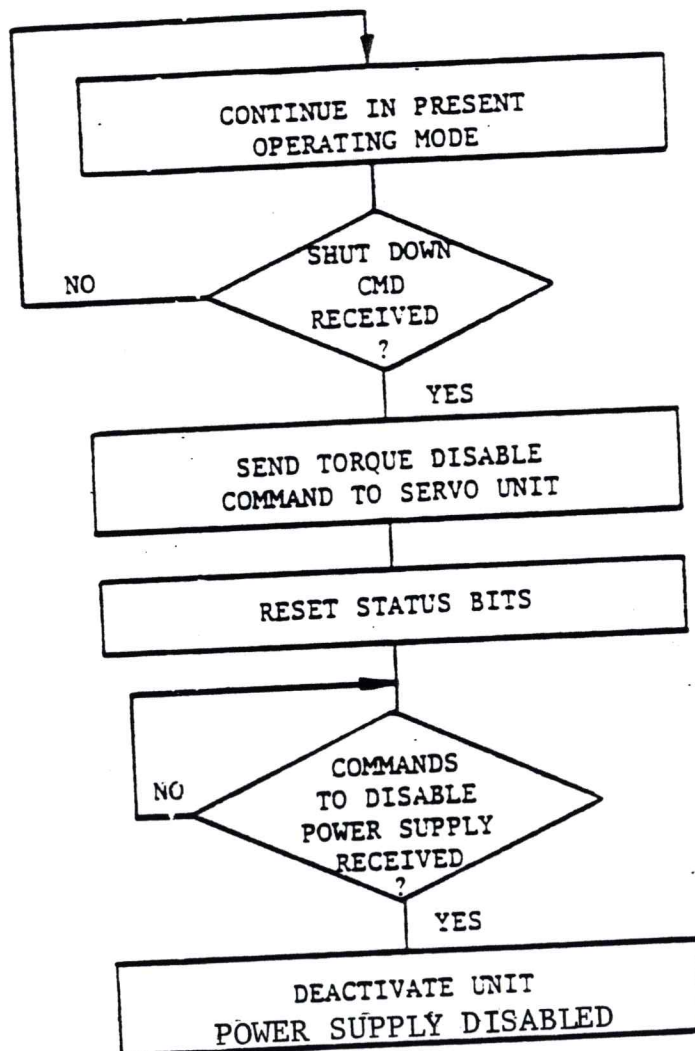 CONTINUE IN PRESENT
OPERATING MODE
SHUT DOWN
CMD
RECEIVED
?
NO
YES
SEND TORQUE DISABLE
COMMAND TO SERVO UNIT
RESET STATUS BITS
COMMANDS
TO DISABLE
POWER SUPPLY
RECEIVED
?
NO
YES
DEACTIVATE UNIT
POWER SUPPLY DISABLED